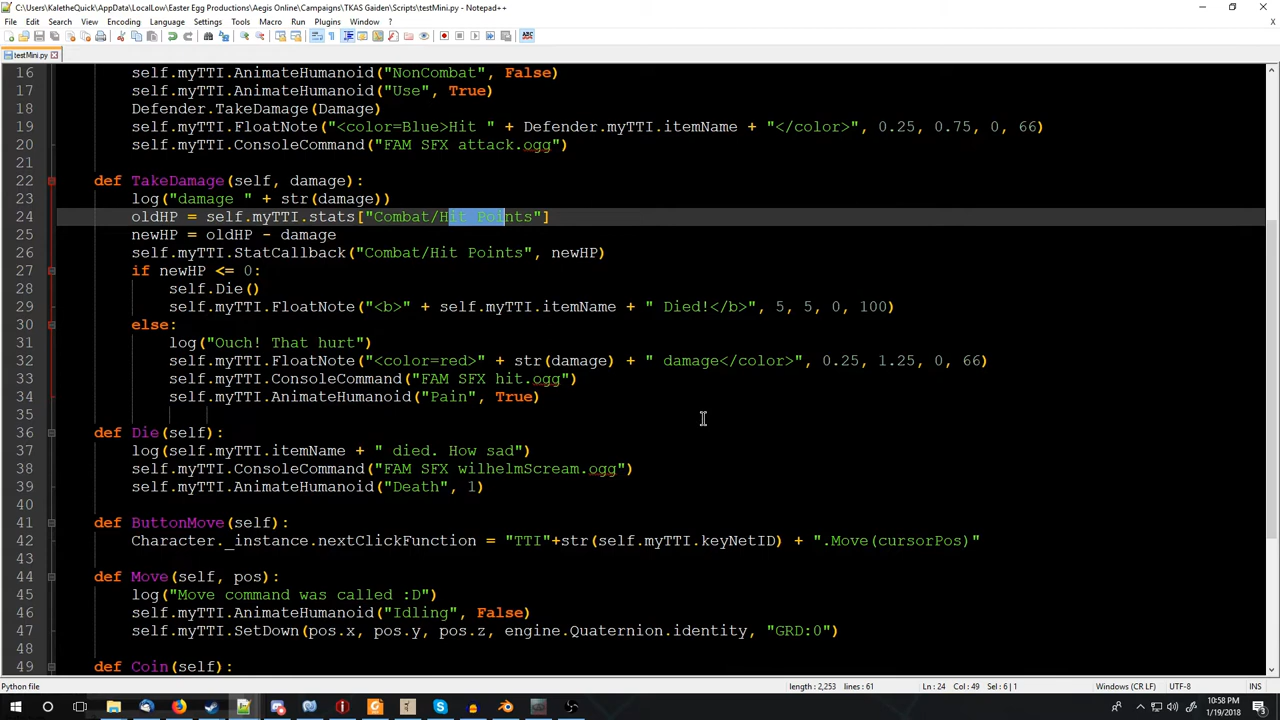 C:\Users\KaletheQuick\AppData\LocalLow\Easter Egg Productions\Aegis Online\Campaigns\TKAS Gaiden\Scripts\testMini.py - Notepad++
File Edit Search View Encoding Language Settings Tools Macro Run Plugins Window ?
X
testMini.py
16 self.myTTI.AnimateHumanoid("NonCombat", False)
17 self.myTTI.AnimateHumanoid("Use", True)
18 Defender.TakeDamage(Damage)
19 self.myTTI.FloatNote("<color=Blue>Hit " + Defender.myTTI.itemName + "</color>", 0.25, 0.75, 0, 66)
20 self.myTTI.ConsoleCommand("FAM SFX attack.ogg")
21
22 def TakeDamage(self, damage):
23 log("damage " + str(damage))
24 oldHP = self.myTTI.stats["Combat/Hit Points"]
25 newHP = oldHP - damage
26 self.myTTI.StatCallback("Combat/Hit Points", newHP)
27 if newHP <= 0:
28 self.Die()
29 self.myTTI.FloatNote("<b>" + self.myTTI.itemName + " Died!</b>", 5, 5, 0, 100)
30 else:
31 log("Ouch! That hurt")
32 self.myTTI.FloatNote("<color=red>" + str(damage) + " damage</color>", 0.25, 1.25, 0, 66)
33 self.myTTI.ConsoleCommand("FAM SFX hit.ogg")
34 self.myTTI.AnimateHumanoid("Pain", True)
35
36 def Die(self):
37 log(self.myTTI.itemName + " died. How sad")
38 self.myTTI.ConsoleCommand("FAM SFX wilhelmScream.ogg")
39 self.myTTI.AnimateHumanoid("Death", 1)
40
41 def ButtonMove(self):
42 Character._instance.nextClickFunction = "TTI"+str(self.myTTI.keyNetID) + ".Move(cursorPos)"
43
44 def Move(self, pos):
45 log("Move command was called :D")
46 self.myTTI.AnimateHumanoid("Idling", False)
47 self.myTTI.SetDown(pos.x, pos.y, pos.z, engine.Quaternion.identity, "GRD:0")
48
49 def Coin(self):
Python file length : 2,253 lines : 61 Ln : 24 Col : 49 Sel : 6 | 1 Windows (CR LF) UTF-8 INS
10:58 PM
1/19/2018